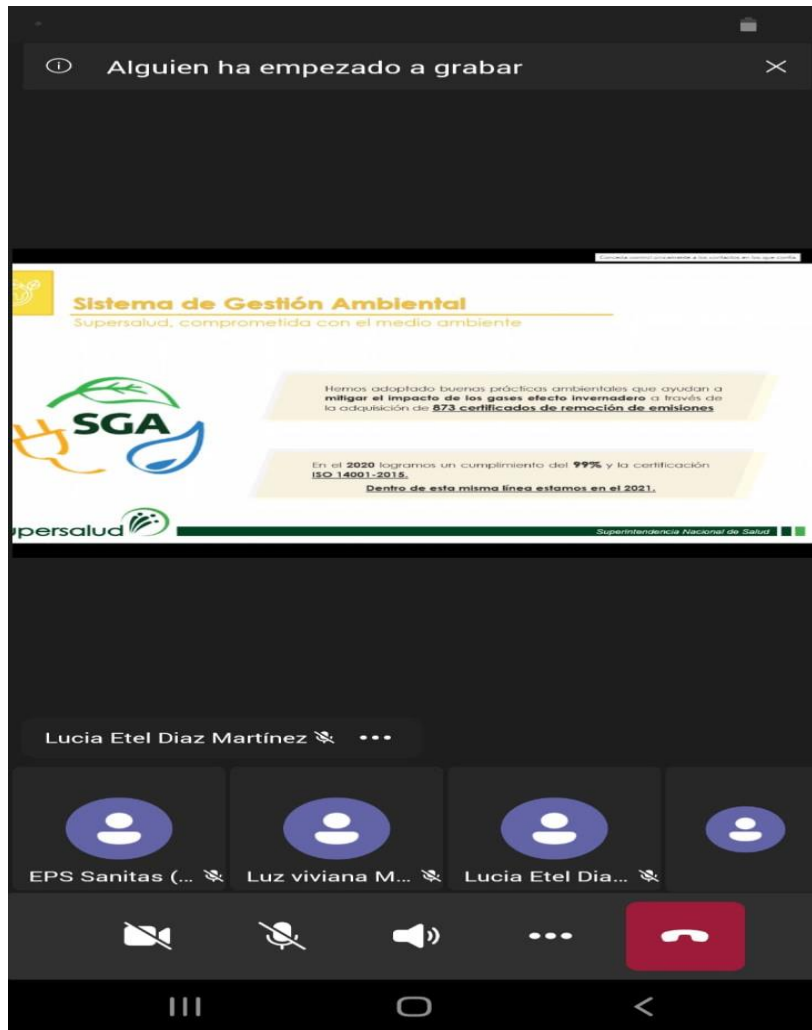 Alguien ha empezado a grabar
Sistema de Gestión Ambiental
Supersalud, comprometida con el medio ambiente
SGA
Hemos adoptado buenas prácticas ambientales que ayudan a
mitigar el impacto de los gases efecto invernadero a través de
la adquisición de 873 certificados de remoción de emisiones
En el 2020 logramos un cumplimiento del 99% y la certificación
ISO 14001-2015.
Dentro de esta misma línea estamos en el 2021.
persalud
Superintendencia Nacional de Salud
Lucia Etel Diaz Martínez
EPS Sanitas (... Luz viviana M... Lucia Etel Dia...